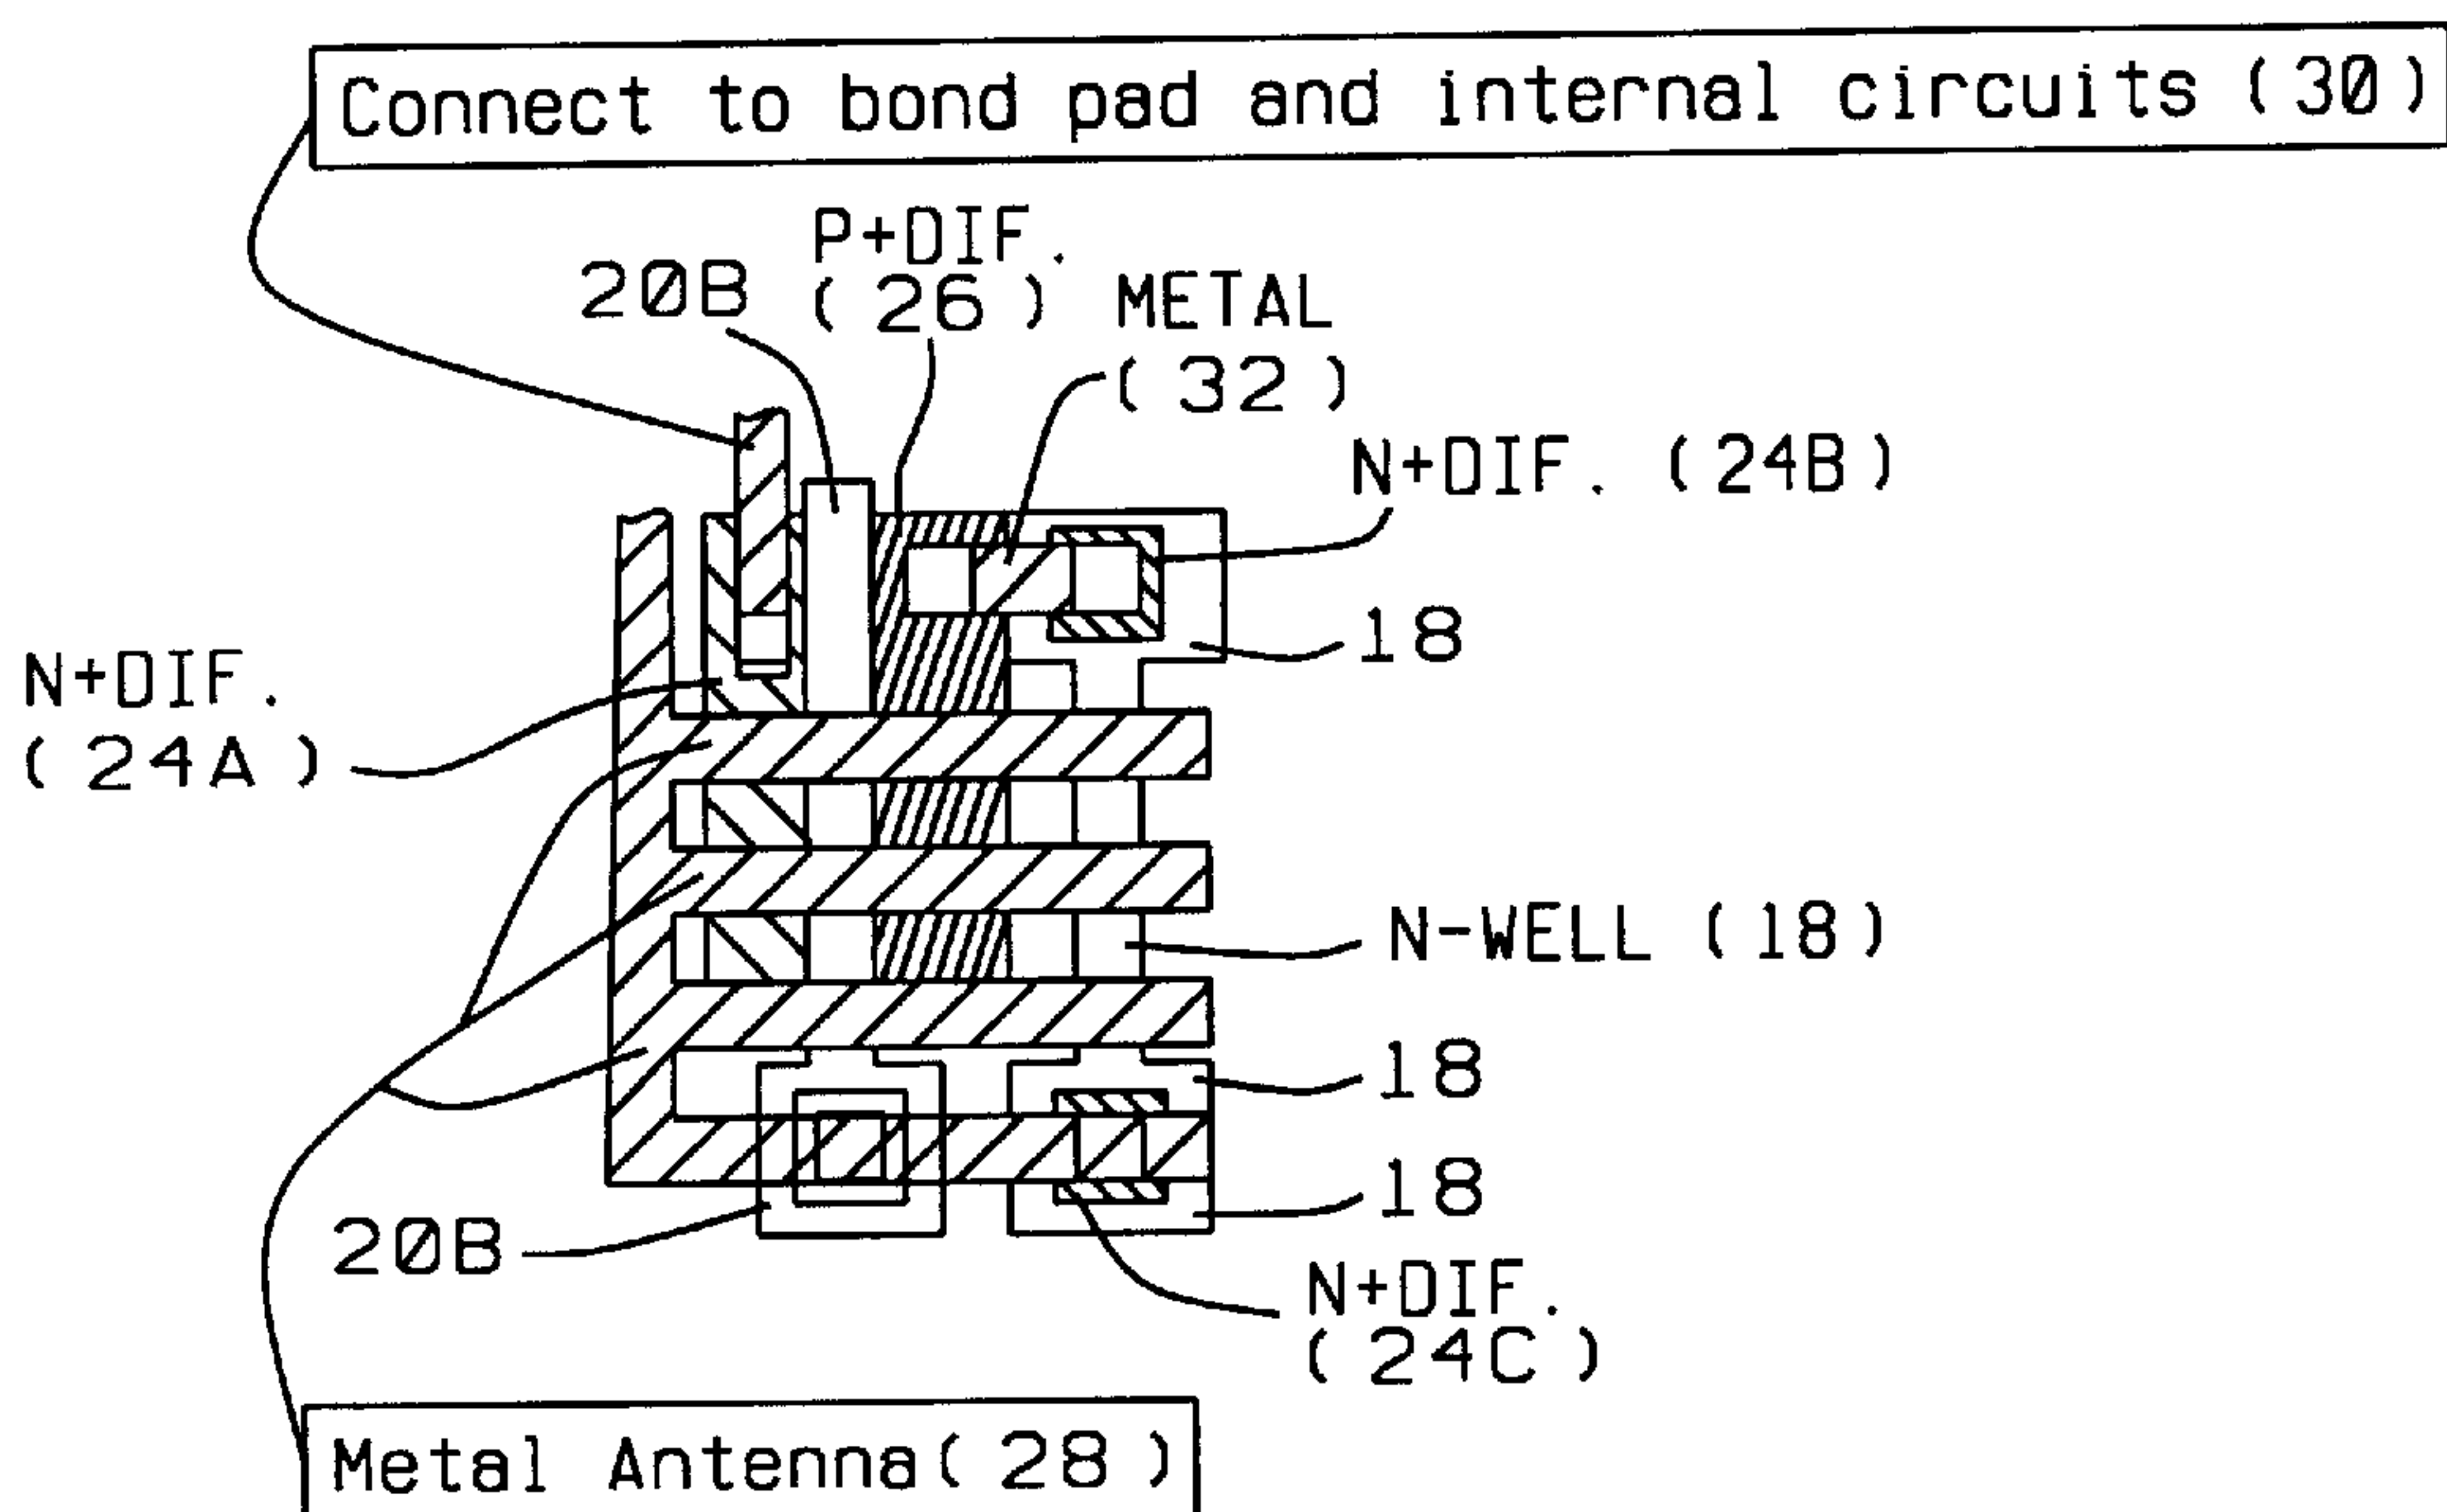 Connect to bond pad and internal circuits (30)
P+DIF.
20B (26) METAL
(32)
N+DIF. (24B)
18
N+DIF.
(24A)
N-WELL (18)
18
18
20B
N+DIF.
(24C)
Metal Antenna(28)